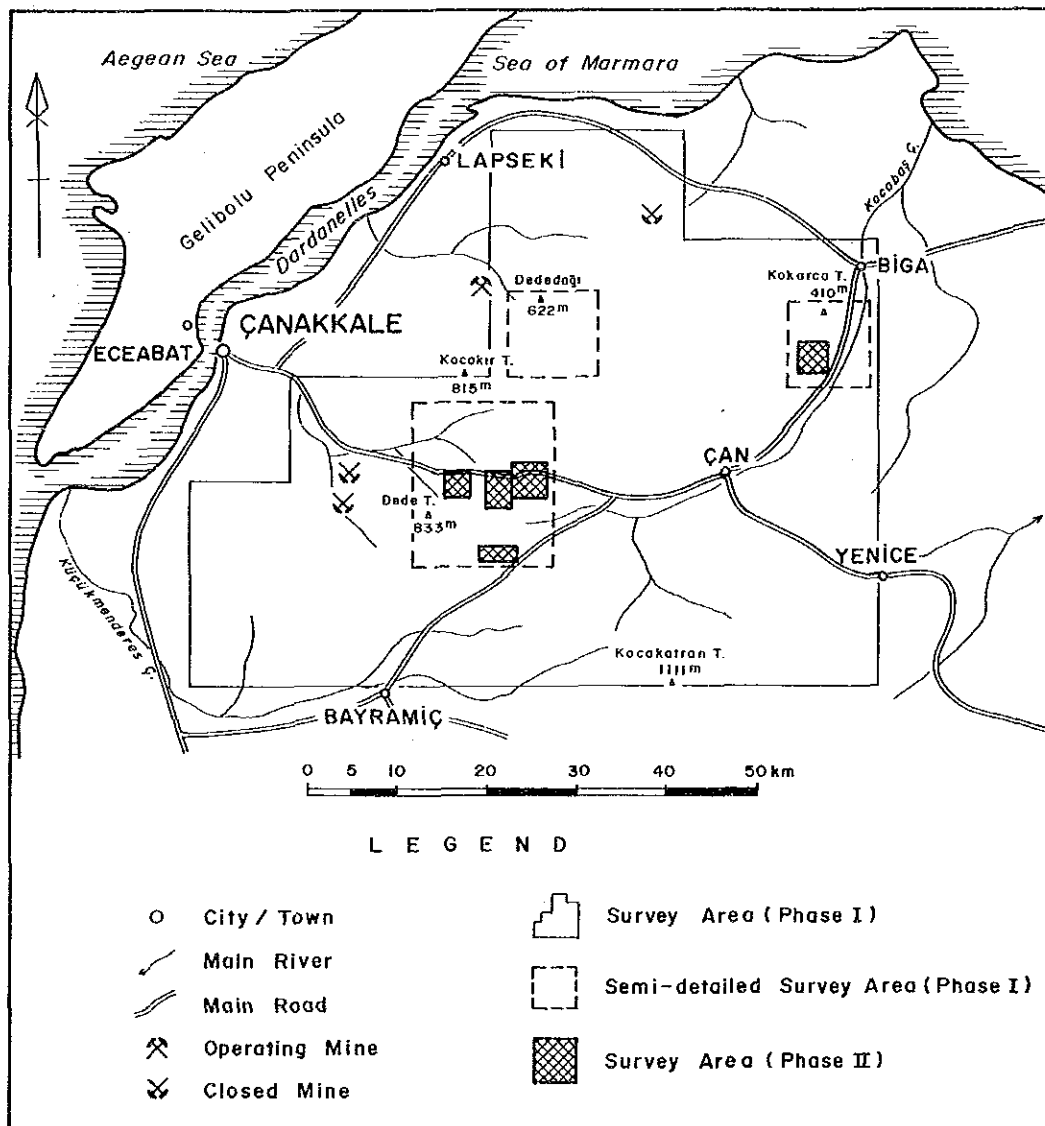 Aegean Sea
Sea of Marmara
Gelibolu Peninsula
Dardanelles
LAPSEKİ
Kocabaş Ç.
BİGA
Kokarca T.
410m
Dededağı
622m
ÇANAKKALE
ECEABAT
Kocakır T.
815m
ÇAN
Dede T.
833m
YENİCE
Küçükmenderes Ç.
Kocakatran T.
1111m
BAYRAMİÇ
0 5 10 20 30 40 50 km
LEGEND
City / Town
Main River
Main Road
Operating Mine
Closed Mine
Survey Area (Phase I)
Semi-detailed Survey Area (Phase I)
Survey Area (Phase II)